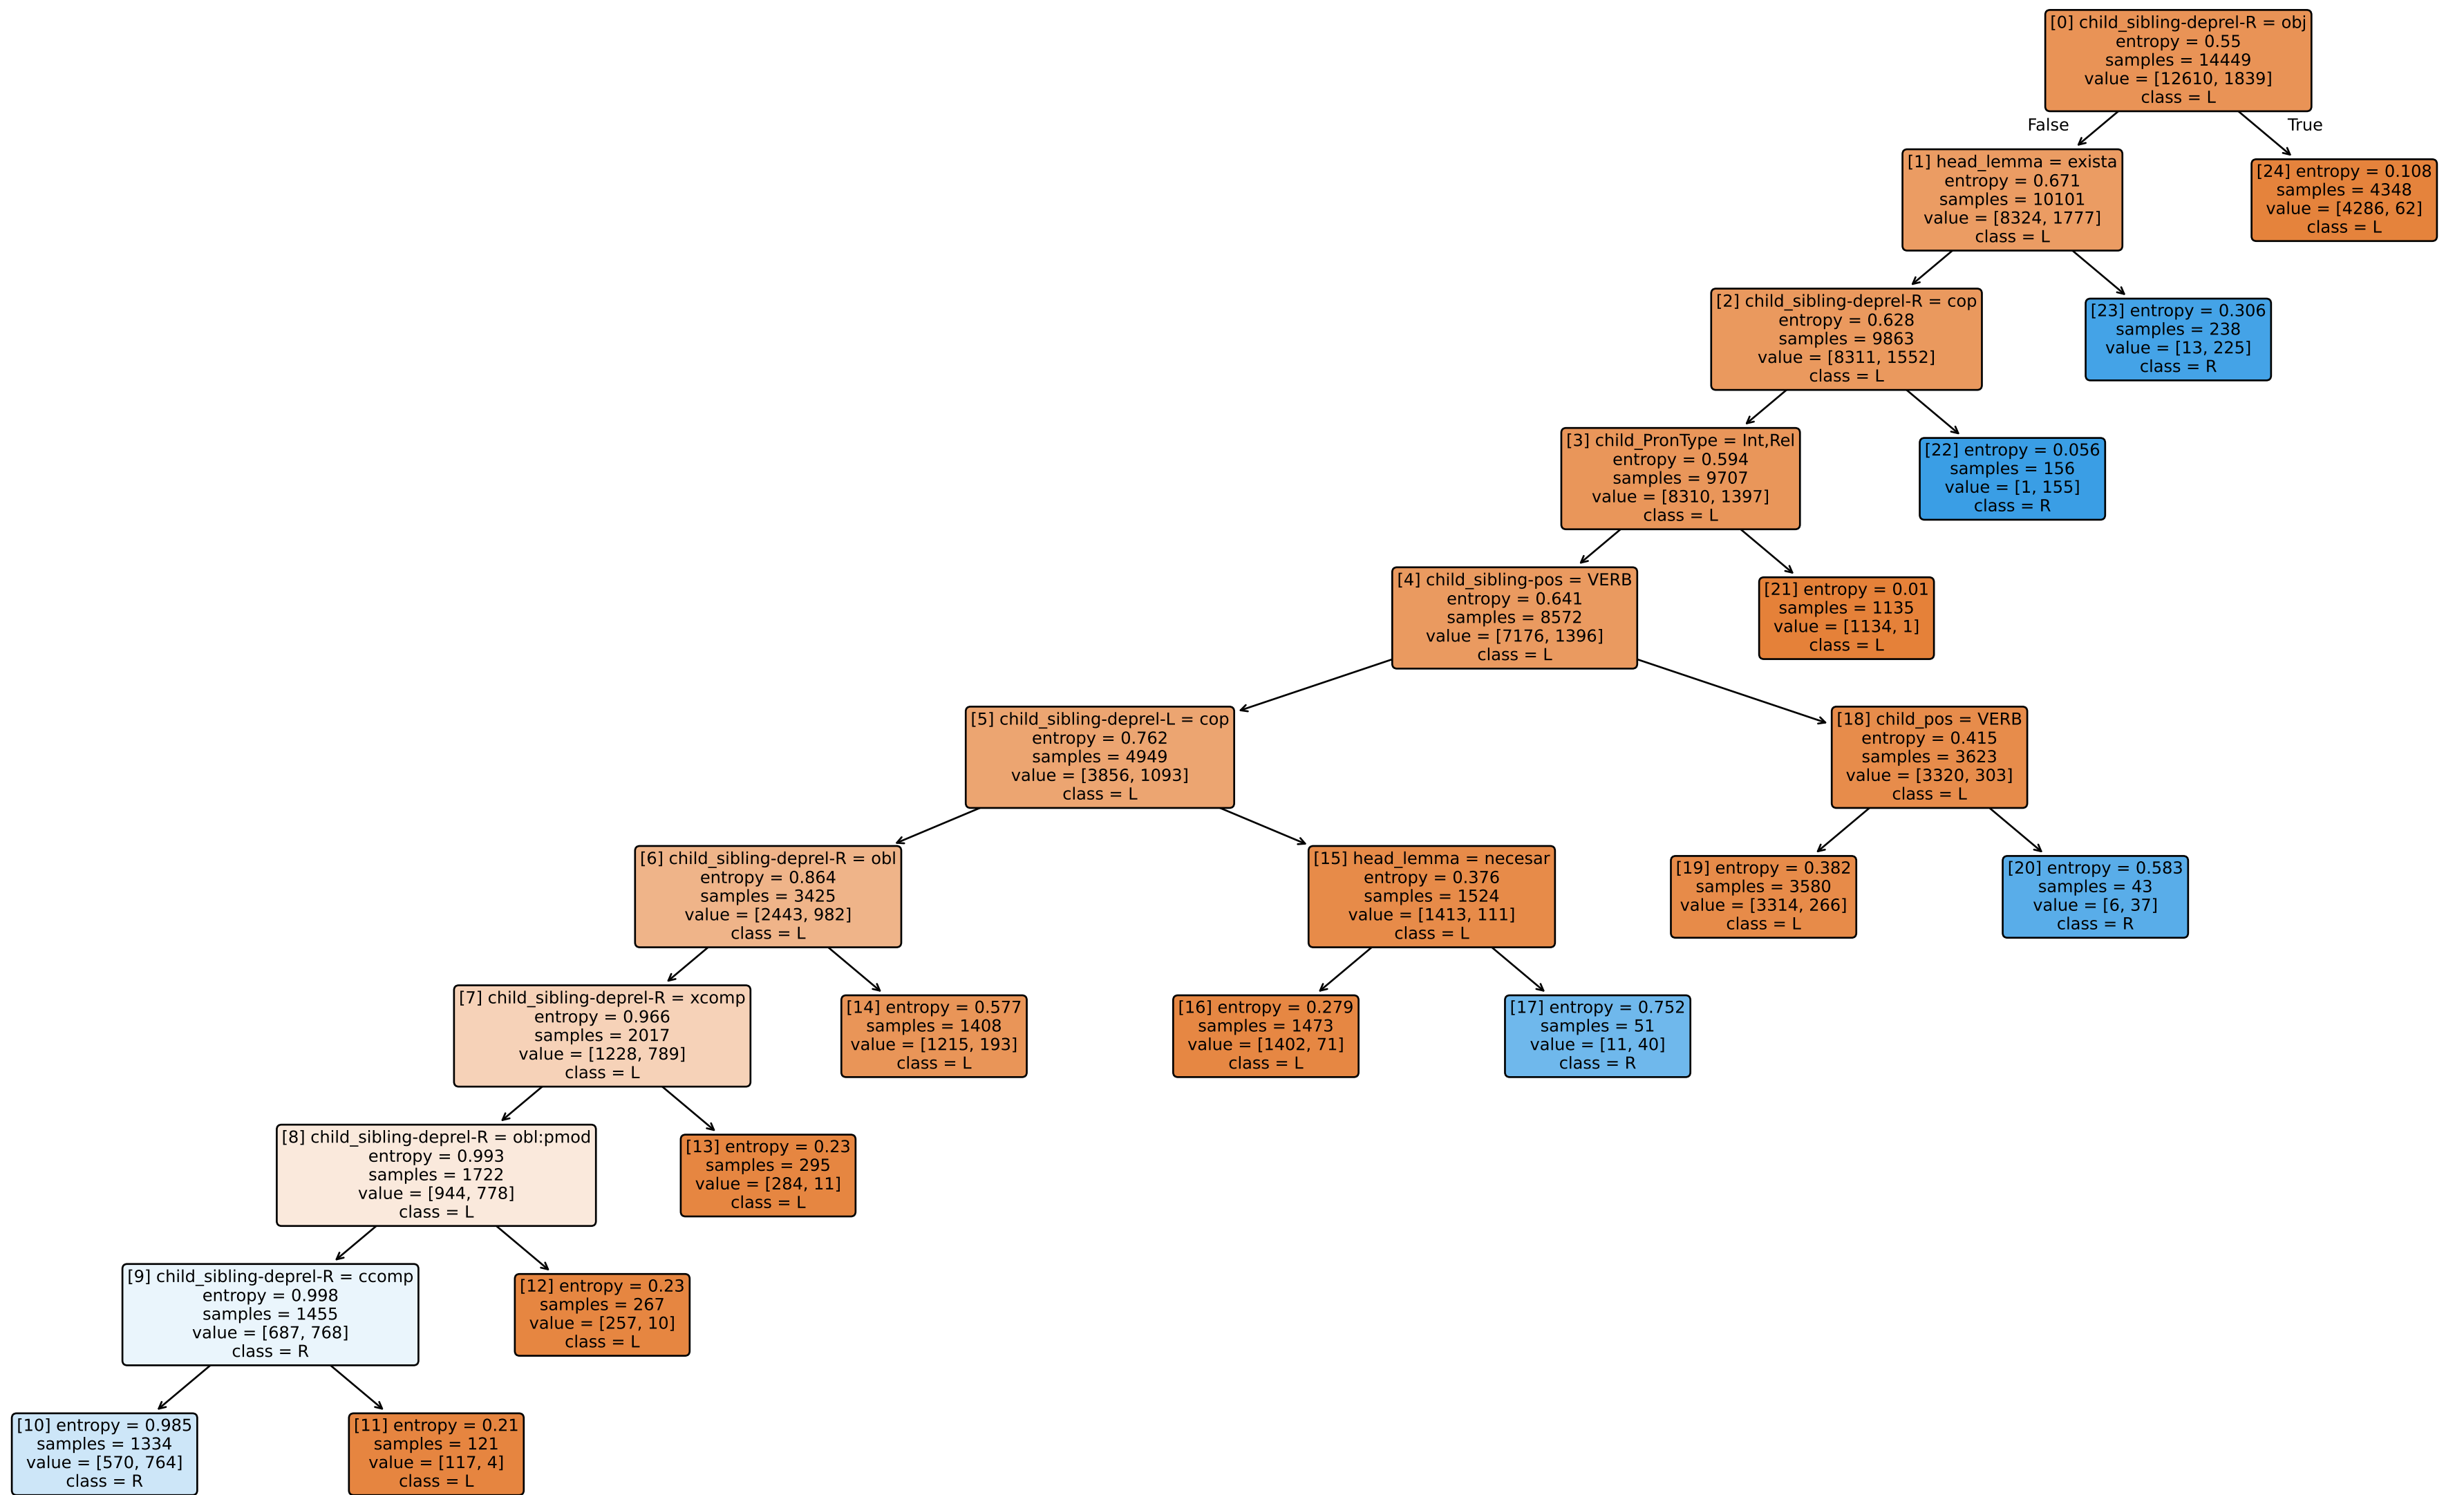 [0] child_sibling-deprel-R = obj
entropy = 0.55
samples = 14449
value = [12610, 1839]
class = L
False
True
[1] head_lemma = exista
entropy = 0.671
samples = 10101
value = [8324, 1777]
class = L
[24] entropy = 0.108
samples = 4348
value = [4286, 62]
class = L
[2] child_sibling-deprel-R = cop
entropy = 0.628
samples = 9863
value = [8311, 1552]
class = L
[23] entropy = 0.306
samples = 238
value = [13, 225]
class = R
[3] child_PronType = Int,Rel
entropy = 0.594
samples = 9707
value = [8310, 1397]
class = L
[22] entropy = 0.056
samples = 156
value = [1, 155]
class = R
[4] child_sibling-pos = VERB
entropy = 0.641
samples = 8572
value = [7176, 1396]
class = L
[21] entropy = 0.01
samples = 1135
value = [1134, 1]
class = L
[5] child_sibling-deprel-L = cop
entropy = 0.762
samples = 4949
value = [3856, 1093]
class = L
[18] child_pos = VERB
entropy = 0.415
samples = 3623
value = [3320, 303]
class = L
[6] child_sibling-deprel-R = obl
entropy = 0.864
samples = 3425
value = [2443, 982]
class = L
[15] head_lemma = necesar
entropy = 0.376
samples = 1524
value = [1413, 111]
class = L
[19] entropy = 0.382
samples = 3580
value = [3314, 266]
class = L
[20] entropy = 0.583
samples = 43
value = [6, 37]
class = R
[7] child_sibling-deprel-R = xcomp
entropy = 0.966
samples = 2017
value = [1228, 789]
class = L
[14] entropy = 0.577
samples = 1408
value = [1215, 193]
class = L
[16] entropy = 0.279
samples = 1473
value = [1402, 71]
class = L
[17] entropy = 0.752
samples = 51
value = [11, 40]
class = R
[8] child_sibling-deprel-R = obl:pmod
entropy = 0.993
samples = 1722
value = [944, 778]
class = L
[13] entropy = 0.23
samples = 295
value = [284, 11]
class = L
[9] child_sibling-deprel-R = ccomp
entropy = 0.998
samples = 1455
value = [687, 768]
class = R
[12] entropy = 0.23
samples = 267
value = [257, 10]
class = L
[10] entropy = 0.985
samples = 1334
value = [570, 764]
class = R
[11] entropy = 0.21
samples = 121
value = [117, 4]
class = L